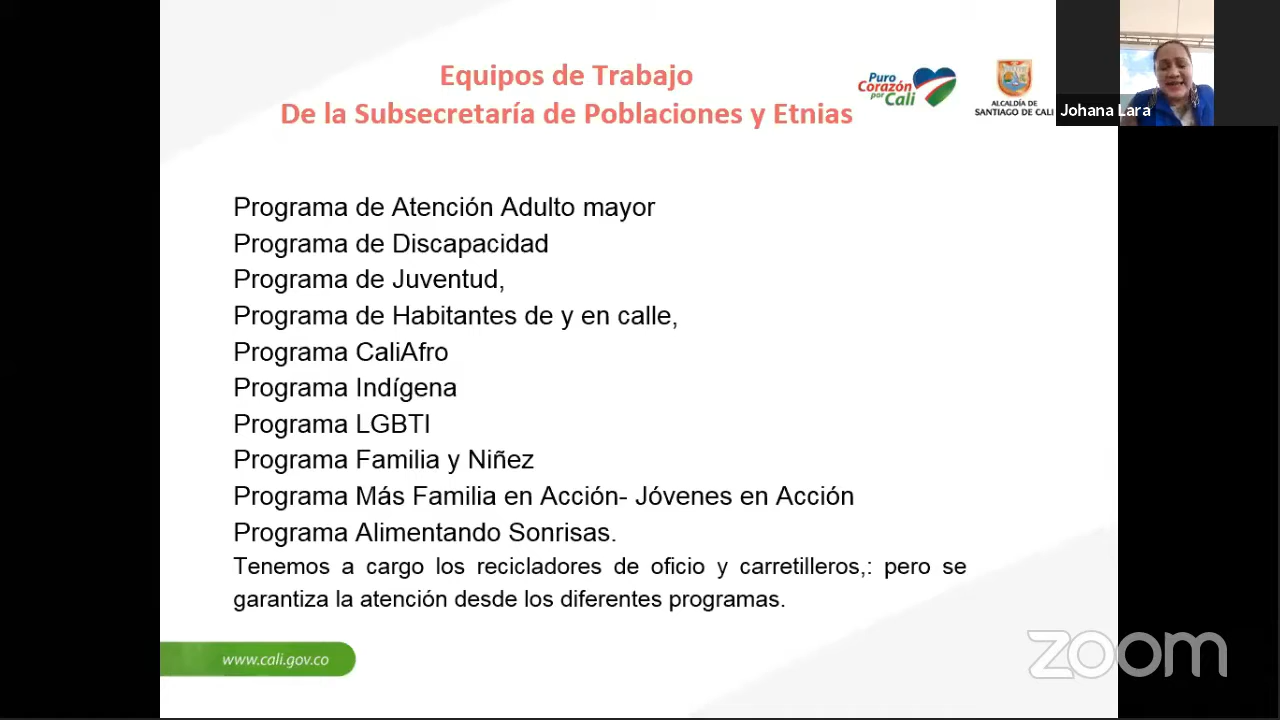 Equipos de Trabajo
De la Subsecretaría de Poblaciones y Etnias
Puro
Corazón
por Cali
ALCALDÍA DE
SANTIAGO DE CALI
Johana Lara
Programa de Atención Adulto mayor
Programa de Discapacidad
Programa de Juventud,
Programa de Habitantes de y en calle,
Programa CaliAfro
Programa Indígena
Programa LGBTI
Programa Familia y Niñez
Programa Más Familia en Acción- Jóvenes en Acción
Programa Alimentando Sonrisas.
Tenemos a cargo los recicladores de oficio y carretilleros,: pero se
garantiza la atención desde los diferentes programas.
www.cali.gov.co
zoom